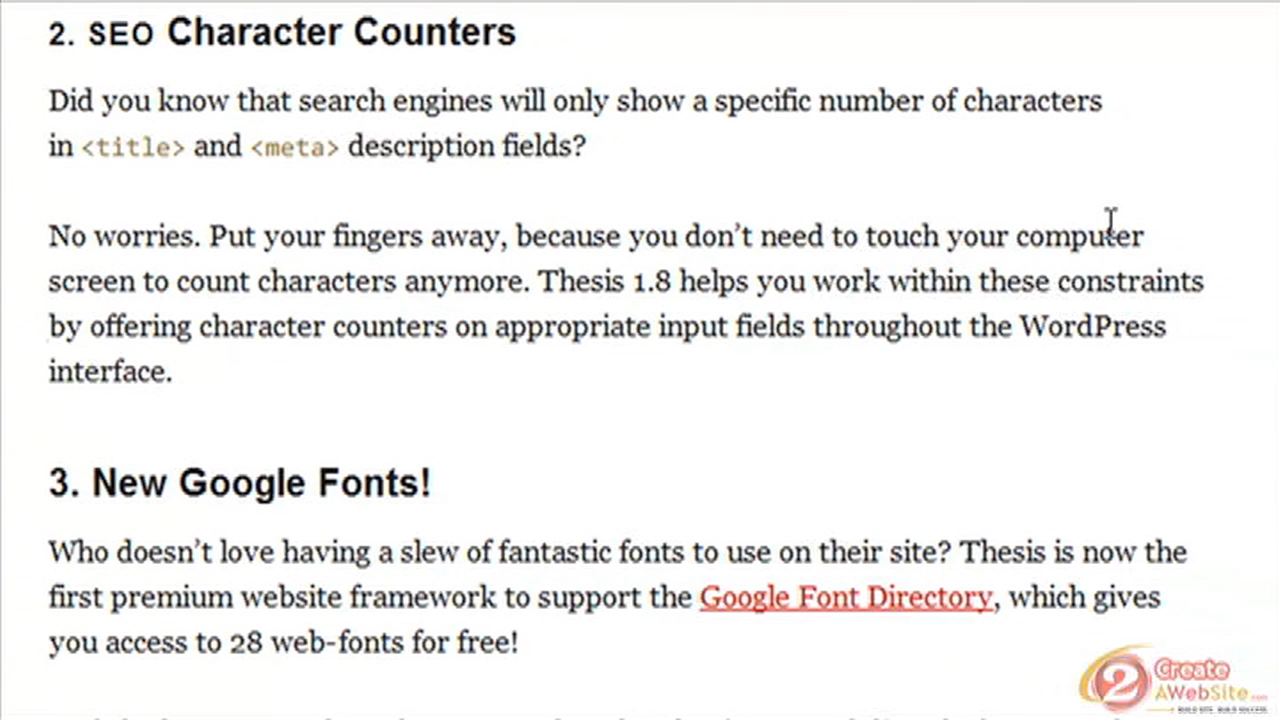 2. SEO Character Counters
Did you know that search engines will only show a specific number of characters
in <title> and <meta> description fields?
No worries. Put your fingers away, because you don’t need to touch your computer
screen to count characters anymore. Thesis 1.8 helps you work within these constraints
by offering character counters on appropriate input fields throughout the WordPress
interface.
3. New Google Fonts!
Who doesn’t love having a slew of fantastic fonts to use on their site? Thesis is now the
first premium website framework to support the Google Font Directory, which gives
you access to 28 web-fonts for free!
2 Create
AWebSite.com